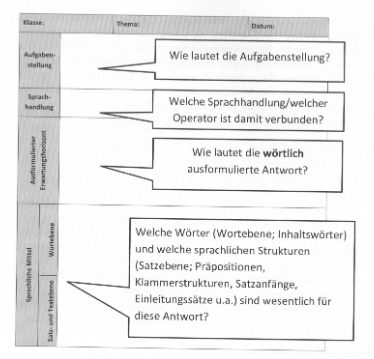 Klasse: Thema: Datum:
Aufgaben-
stellung
Wie lautet die Aufgabenstellung?
Sprach-
handlung
Welche Sprachhandlung/welcher
Operator ist damit verbunden?
Ausformulierter
Erwartungshorizont
Wie lautet die wörtlich
ausformulierte Antwort?
Sprachliche Mittel
Wortebene
Satz- und Textebene
Welche Wörter (Wortebene; Inhaltswörter)
und welche sprachlichen Strukturen
(Satzebene; Präpositionen,
Klammerstrukturen, Satzanfänge,
Einleitungssätze u.a.) sind wesentlich für
diese Antwort?